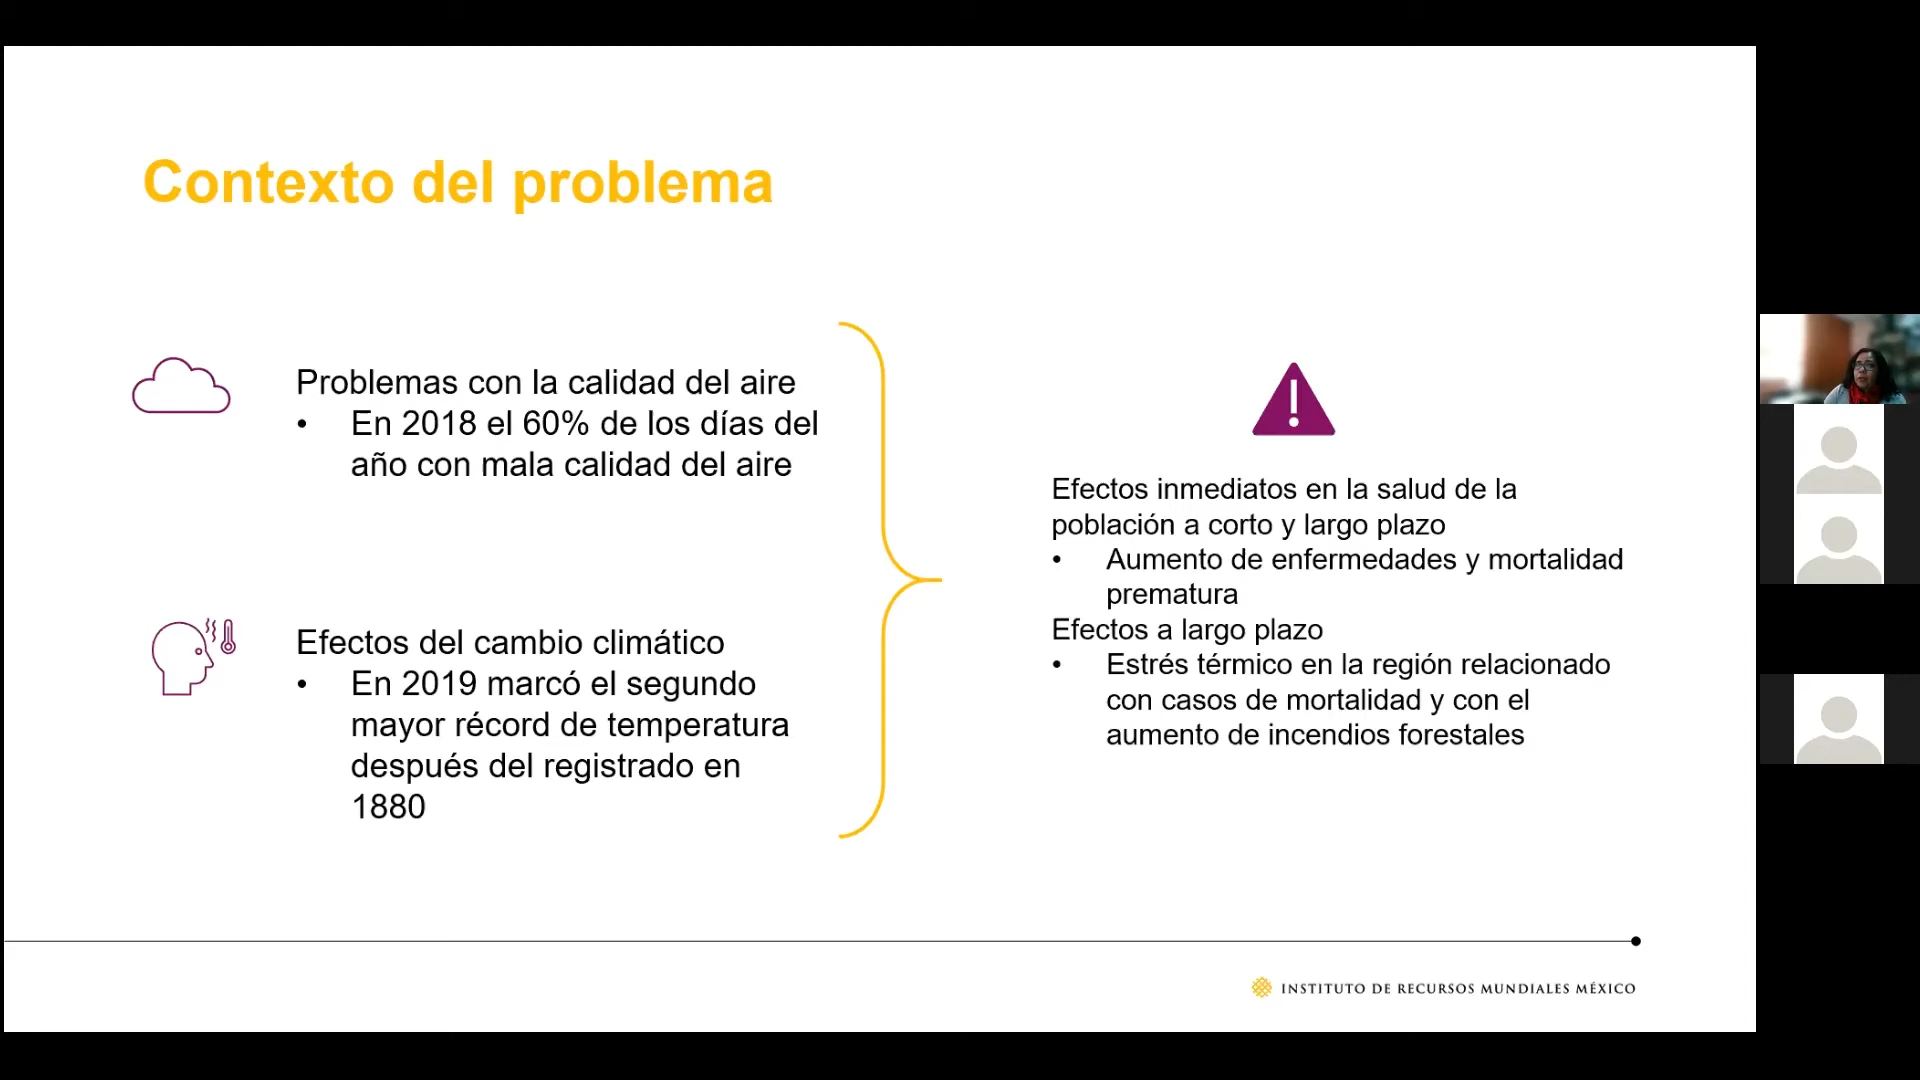 Contexto del problema
Problemas con la calidad del aire
• En 2018 el 60% de los días del
año con mala calidad del aire
Efectos del cambio climático
• En 2019 marcó el segundo
mayor récord de temperatura
después del registrado en
1880
Efectos inmediatos en la salud de la
población a corto y largo plazo
• Aumento de enfermedades y mortalidad
prematura
Efectos a largo plazo
• Estrés térmico en la región relacionado
con casos de mortalidad y con el
aumento de incendios forestales
INSTITUTO DE RECURSOS MUNDIALES MÉXICO